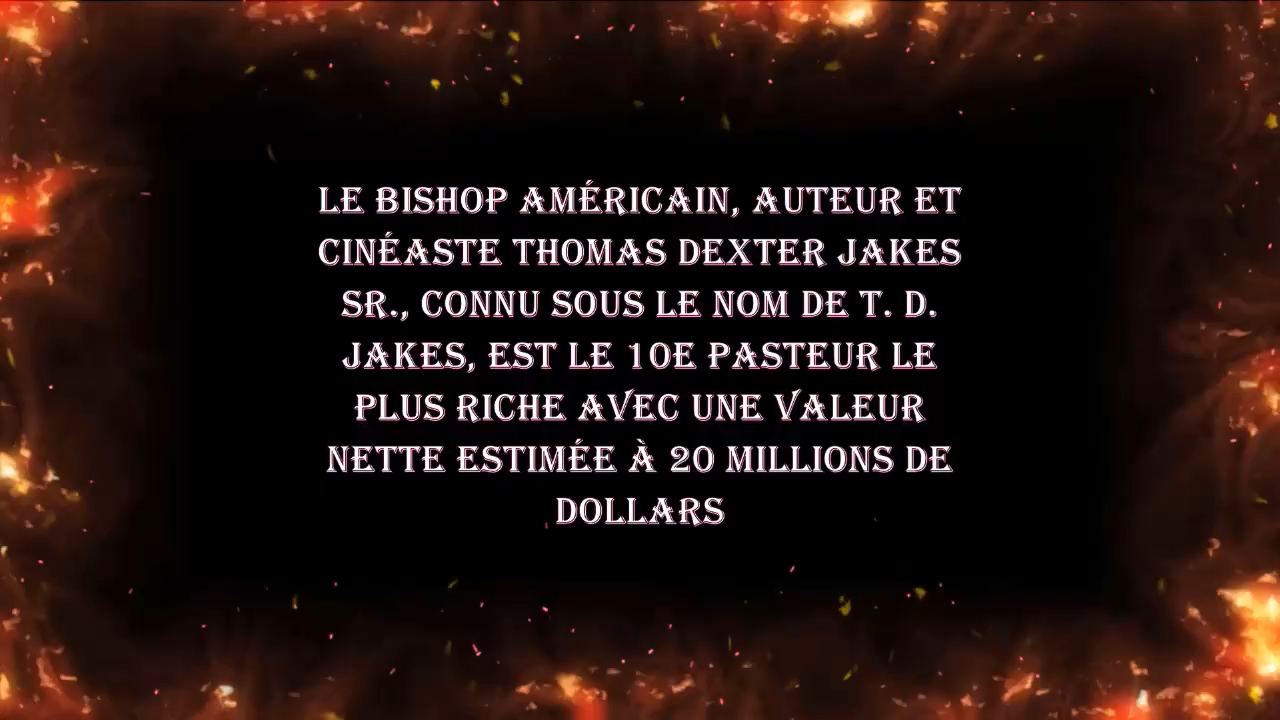 LE BISHOP AMÉRICAIN, AUTEUR ET
CINÉASTE THOMAS DEXTER JAKES
SR., CONNU SOUS LE NOM DE T. D.
JAKES, EST LE 10E PASTEUR LE
PLUS RICHE AVEC UNE VALEUR
NETTE ESTIMÉE À 20 MILLIONS DE
DOLLARS